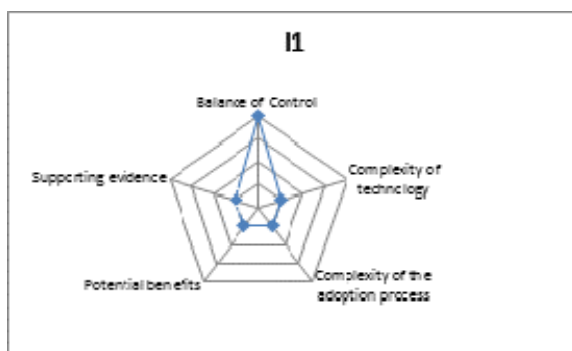 I1
Balance of Control
Supporting evidence
Complexity of
technology
Potential benefits
Complexity of the
adoption process